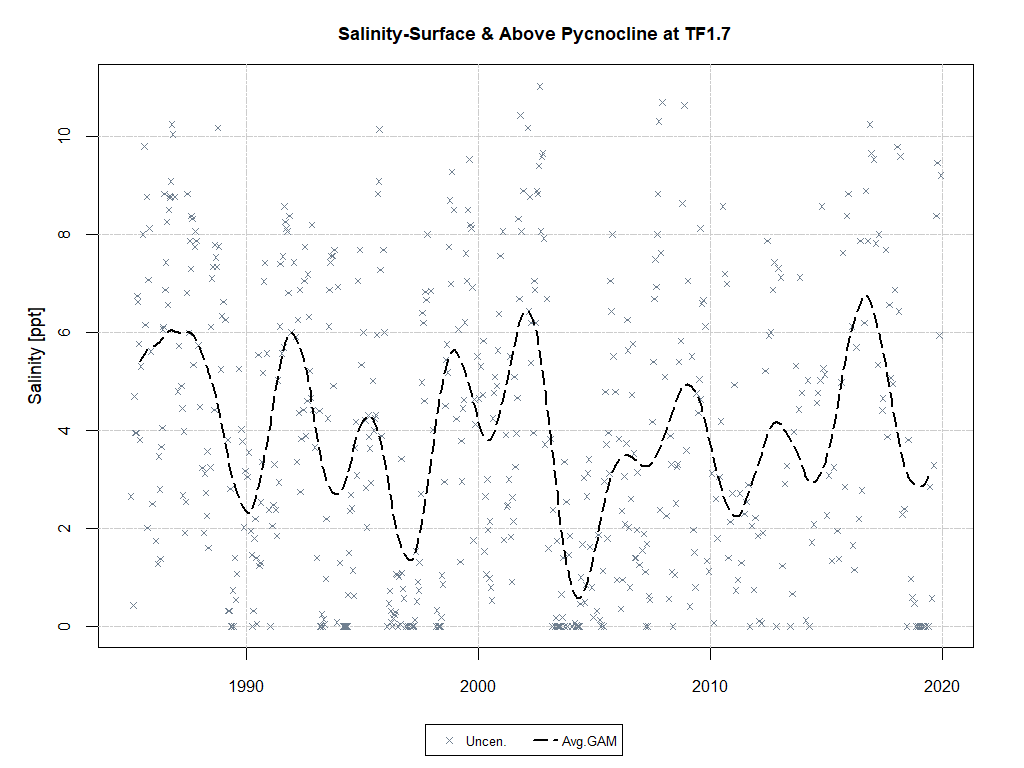 Salinity-Surface & Above Pycnocline at TF1.7
Salinity [ppt]
10
8
6
4
2
0
1990 2000 2010 2020
Uncen. Avg.GAM